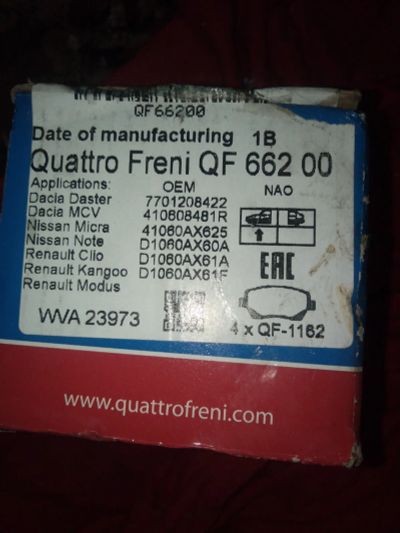 QF66200
Date of manufacturing 1B
Quattro Freni QF 662 00
Applications: OEM NAO
Dacia Daster 7701208422
Dacia MCV 410608481R
Nissan Micra 41060AX625
Nissan Note D1060AX60A
Renault Clio D1060AX61A
Renault Kangoo D1060AX61F
Renault Modus
EAC
WVA 23973
4 x QF-1162
www.quattrofreni.com